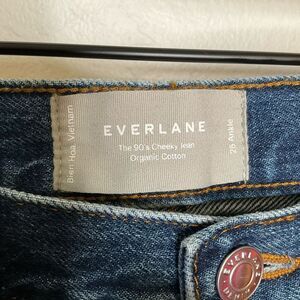 Bien Hoa, Vietnam
EVERLANE
The 90's Cheeky Jean
Organic Cotton
26 Ankle
EVERLANE